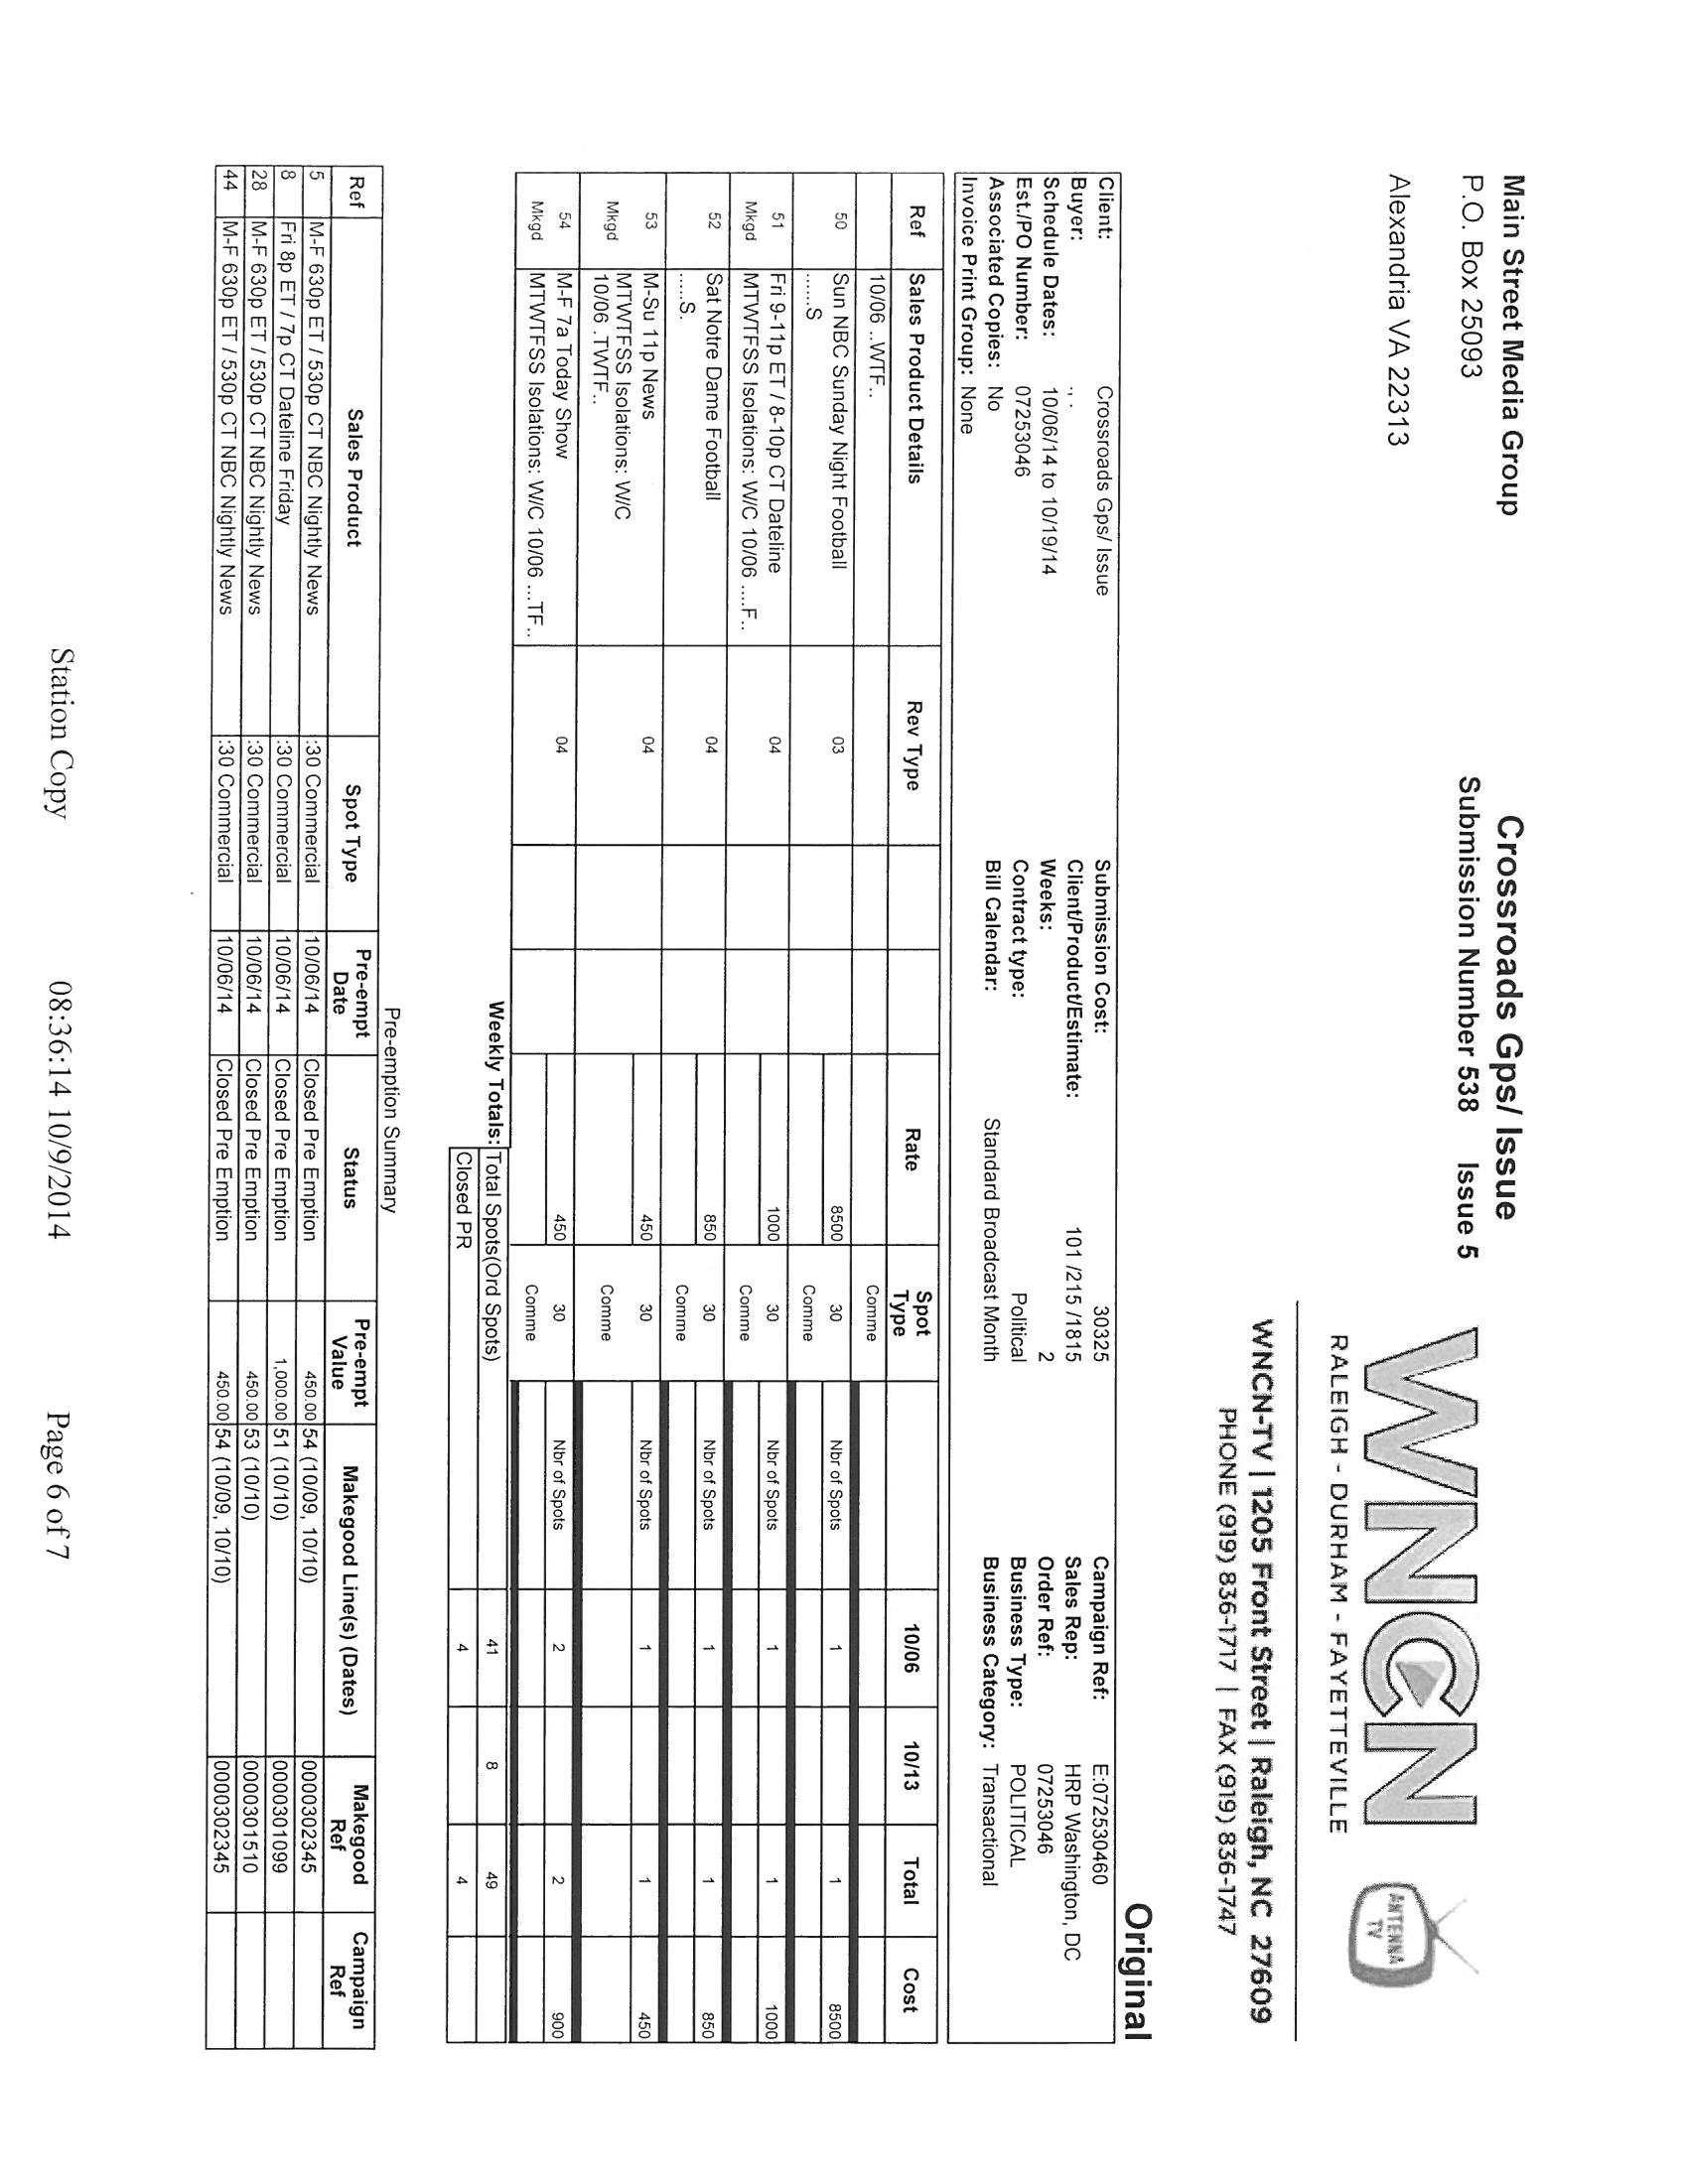 Main Street Media Group
P.O. Box 25093
Alexandria VA 22313
Crossroads Gps/ Issue
Submission Number 538 Issue 5
WNCN
RALEIGH - DURHAM - FAYETTEVILLE
ANTENNA TV
WNCN-TV | 1205 Front Street | Raleigh, NC 27609
PHONE (919) 836-1717 | FAX (919) 836-1747
Original
Client: Crossroads Gps/ Issue Submission Cost: 30325 Campaign Ref: E:072530460
Buyer: , . Client/Product/Estimate: 101 /215 /1815 Sales Rep: HRP Washington, DC
Schedule Dates: 10/06/14 to 10/19/14 Weeks: 2 Order Ref: 07253046
Est./PO Number: 07253046 Contract type: Political Business Type: POLITICAL
Associated Copies: No Bill Calendar: Standard Broadcast Month Business Category: Transactional
Invoice Print Group: None
Ref Sales Product Details Rev Type Rate Spot Type 10/06 10/13 Total Cost
10/06 ..WTF.. Comme
50 Sun NBC Sunday Night Football 03 8500 30 Nbr of Spots 1 1 8500
......S Comme
51 Fri 9-11p ET / 8-10p CT Dateline 04 1000 30 Nbr of Spots 1 1 1000
Mkgd MTWTFSS Isolations: W/C 10/06 ....F.. Comme
52 Sat Notre Dame Football 04 850 30 Nbr of Spots 1 1 850
.....S. Comme
53 M-Su 11p News 04 450 30 Nbr of Spots 1 1 450
Mkgd MTWTFSS Isolations: W/C Comme
10/06 .TWTF..
54 M-F 7a Today Show 04 450 30 Nbr of Spots 2 2 900
Mkgd MTWTFSS Isolations: W/C 10/06 ...TF.. Comme
Weekly Totals: Total Spots(Ord Spots) 41 8 49
Closed PR 4 4
Pre-emption Summary
Ref Sales Product Spot Type Pre-empt Date Status Pre-empt Value Makegood Line(s) (Dates) Makegood Ref Campaign Ref
5 M-F 630p ET / 530p CT NBC Nightly News :30 Commercial 10/06/14 Closed Pre Emption 450.00 54 (10/09, 10/10) 0000302345
8 Fri 8p ET / 7p CT Dateline Friday :30 Commercial 10/06/14 Closed Pre Emption 1,000.00 51 (10/10) 0000301099
28 M-F 630p ET / 530p CT NBC Nightly News :30 Commercial 10/06/14 Closed Pre Emption 450.00 53 (10/10) 0000301510
44 M-F 630p ET / 530p CT NBC Nightly News :30 Commercial 10/06/14 Closed Pre Emption 450.00 54 (10/09, 10/10) 0000302345
Station Copy 08:36:14 10/9/2014 Page 6 of 7